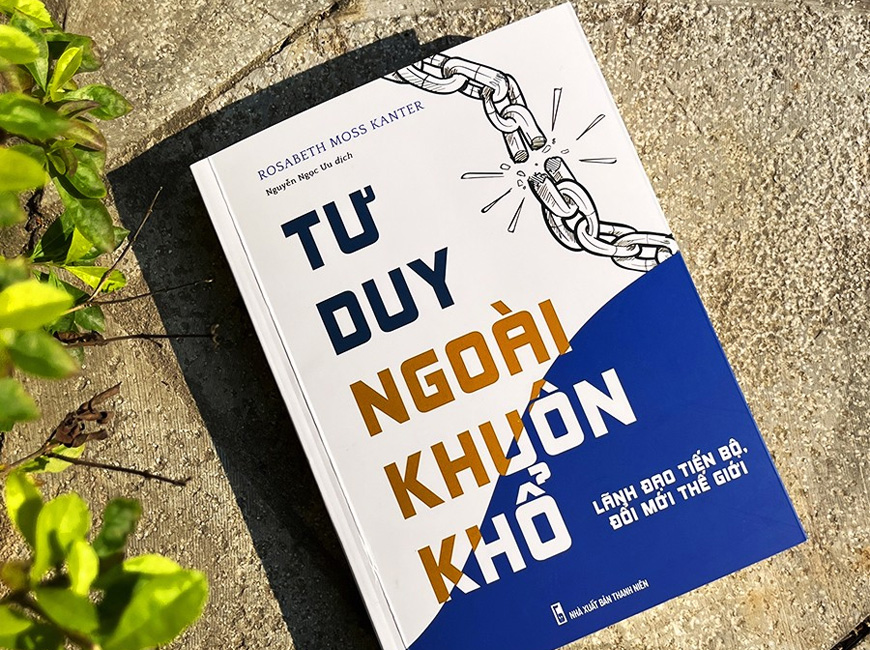 ROSABETH MOSS KANTER
Nguyễn Ngọc Ưu dịch
TƯ
DUY
NGOÀI
KHUÔN
KHỔ
LÃNH ĐẠO TIẾN BỘ,
ĐỔI MỚI THẾ GIỚI
NHÀ XUẤT BẢN THANH NIÊN